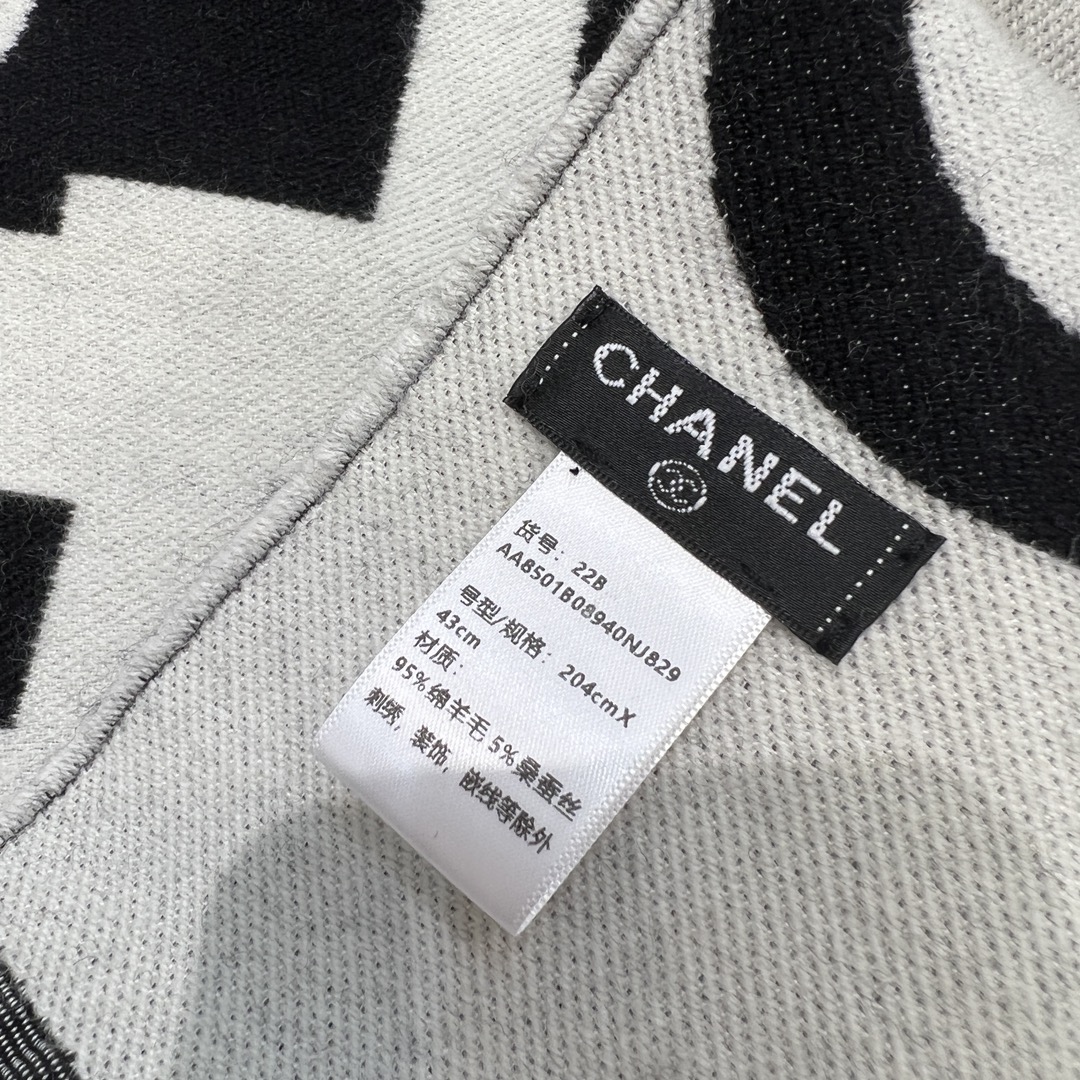 CHANEL
货号：22B
AA8501B08940NJ829
号型/规格：204cmX
43cm
材质：
95%绵羊毛 5%桑蚕丝
刺绣，装饰，嵌线等除外